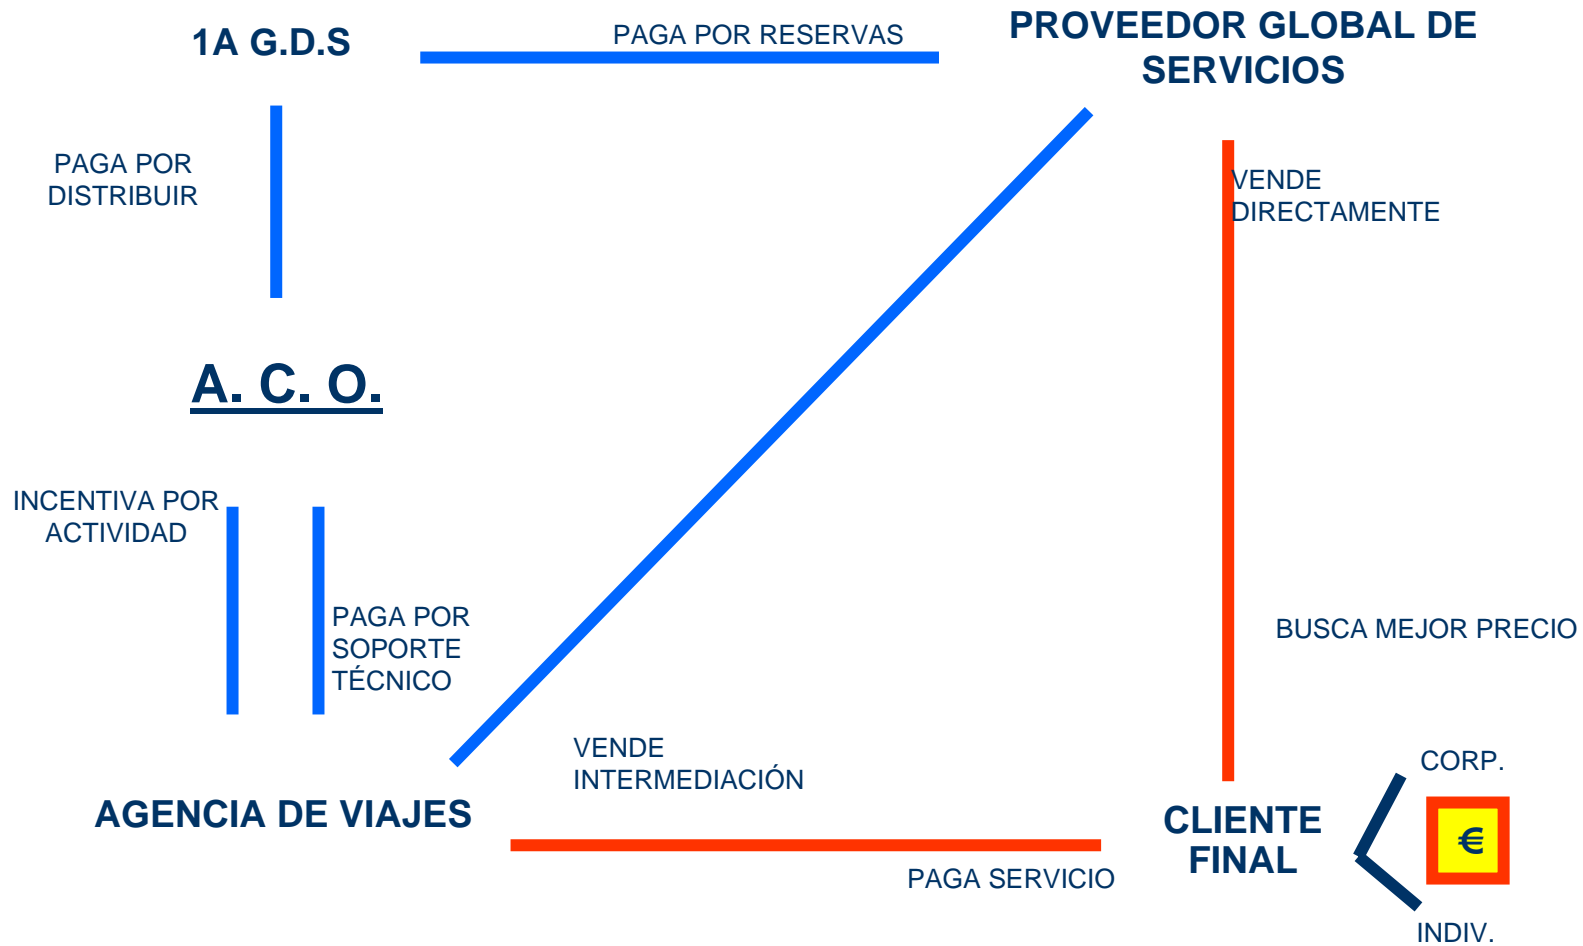 1A G.D.S
PAGA POR RESERVAS
PROVEEDOR GLOBAL DE
SERVICIOS
PAGA POR
DISTRIBUIR
VENDE
DIRECTAMENTE
A. C. O.
INCENTIVA POR
ACTIVIDAD
PAGA POR
SOPORTE
TÉCNICO
BUSCA MEJOR PRECIO
VENDE
INTERMEDIACIÓN
AGENCIA DE VIAJES
CLIENTE
FINAL
CORP.
€
PAGA SERVICIO
INDIV.